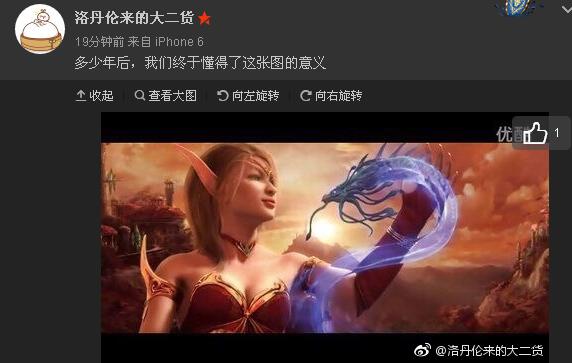 洛丹伦来的大二货
19分钟前 来自 iPhone 6
多少年后，我们终于懂得了这张图的意义
收起 查看大图 向左旋转 向右旋转
1
@洛丹伦来的大二货